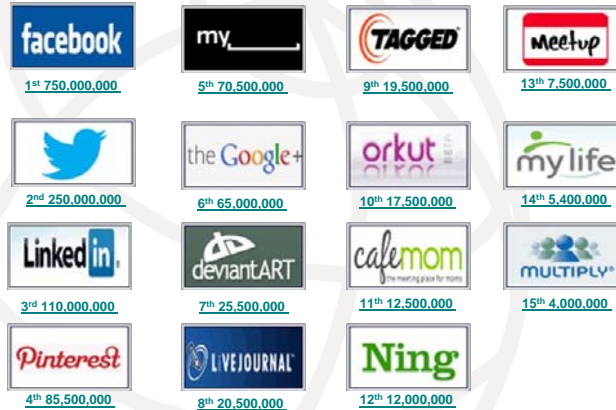 facebook
1st 750,000,000
2nd 250,000,000
Linked in.
3rd 110,000,000
Pinterest
4th 85,500,000
my
5th 70,500,000
the Google+
6th 65,000,000
deviantART
7th 25,500,000
LIVEJOURNAL
8th 20,500,000
TAGGED
9th 19,500,000
orkut
10th 17,500,000
cafemom
the meeting place for moms
11th 12,500,000
Ning
12th 12,000,000
Meetup
13th 7,500,000
mylife
14th 5,400,000
MULTIPLY
15th 4,000,000